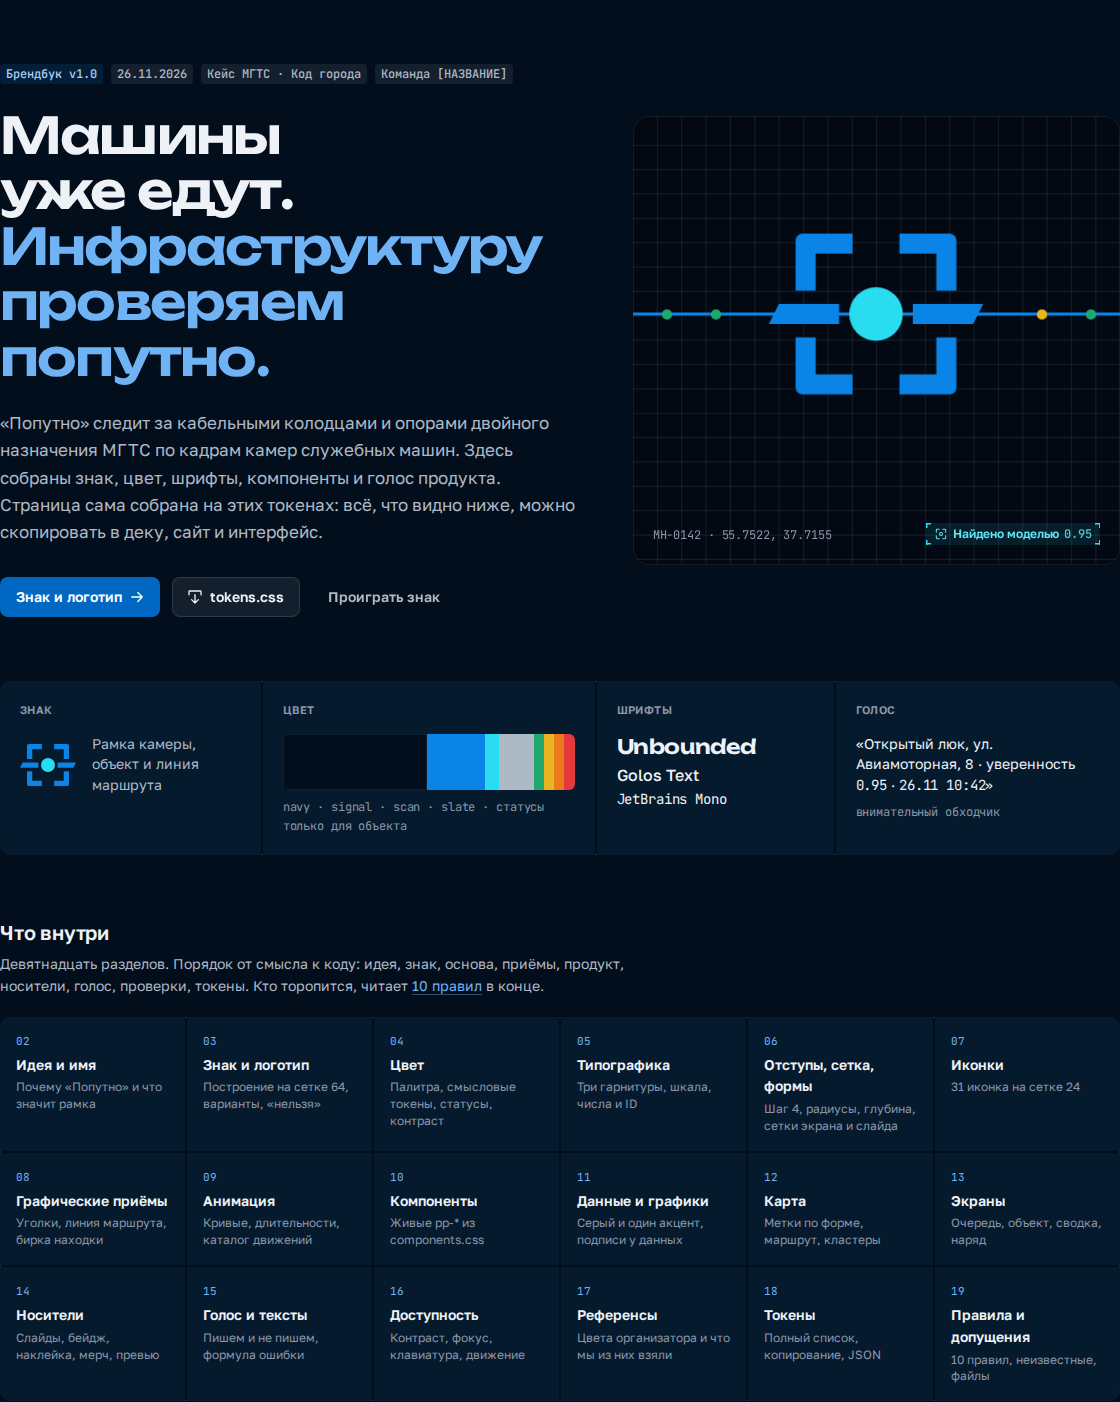 Брендбук v1.0
26.11.2026
Кейс МГТС · Код города
Команда [НАЗВАНИЕ]
Машины
уже едут.
Инфраструктуру
проверяем
попутно.
«Попутно» следит за кабельными колодцами и опорами двойного
назначения МГТС по кадрам камер служебных машин. Здесь
собраны знак, цвет, шрифты, компоненты и голос продукта.
Страница сама собрана на этих токенах: всё, что видно ниже, можно
скопировать в деку, сайт и интерфейс.
Знак и логотип →
tokens.css
Проиграть знак
МН-0142 · 55.7522, 37.7155
Найдено моделью 0.95
ЗНАК
Рамка камеры,
объект и линия
маршрута
ЦВЕТ
navy · signal · scan · slate · статусы
только для объекта
ШРИФТЫ
Unbounded
Golos Text
JetBrains Mono
ГОЛОС
«Открытый люк, ул.
Авиамоторная, 8 · уверенность
0.95 · 26.11 10:42»
внимательный обходчик
Что внутри
Девятнадцать разделов. Порядок от смысла к коду: идея, знак, основа, приёмы, продукт,
носители, голос, проверки, токены. Кто торопится, читает 10 правил в конце.
02
Идея и имя
Почему «Попутно» и что
значит рамка
03
Знак и логотип
Построение на сетке 64,
варианты, «нельзя»
04
Цвет
Палитра, смысловые
токены, статусы,
контраст
05
Типографика
Три гарнитуры, шкала,
числа и ID
06
Отступы, сетка,
формы
Шаг 4, радиусы, глубина,
сетки экрана и слайда
07
Иконки
31 иконка на сетке 24
08
Графические приёмы
Уголки, линия маршрута,
бирка находки
09
Анимация
Кривые, длительности,
каталог движений
10
Компоненты
Живые pp-* из
components.css
11
Данные и графики
Серый и один акцент,
подписи у данных
12
Карта
Метки по форме,
маршрут, кластеры
13
Экраны
Очередь, объект, сводка,
наряд
14
Носители
Слайды, бейдж,
наклейка, мерч, превью
15
Голос и тексты
Пишем и не пишем,
формула ошибки
16
Доступность
Контраст, фокус,
клавиатура, движение
17
Референсы
Цвета организатора и что
мы из них взяли
18
Токены
Полный список,
копирование, JSON
19
Правила и
допущения
10 правил, неизвестные,
файлы